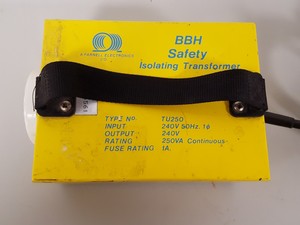 BBH
Safety
Isolating Transformer
TYPE No. TU250
INPUT. 240V 50Hz. 1ϕ
OUTPUT. 240V
RATING 250VA Continuous
FUSE RATING 1A.